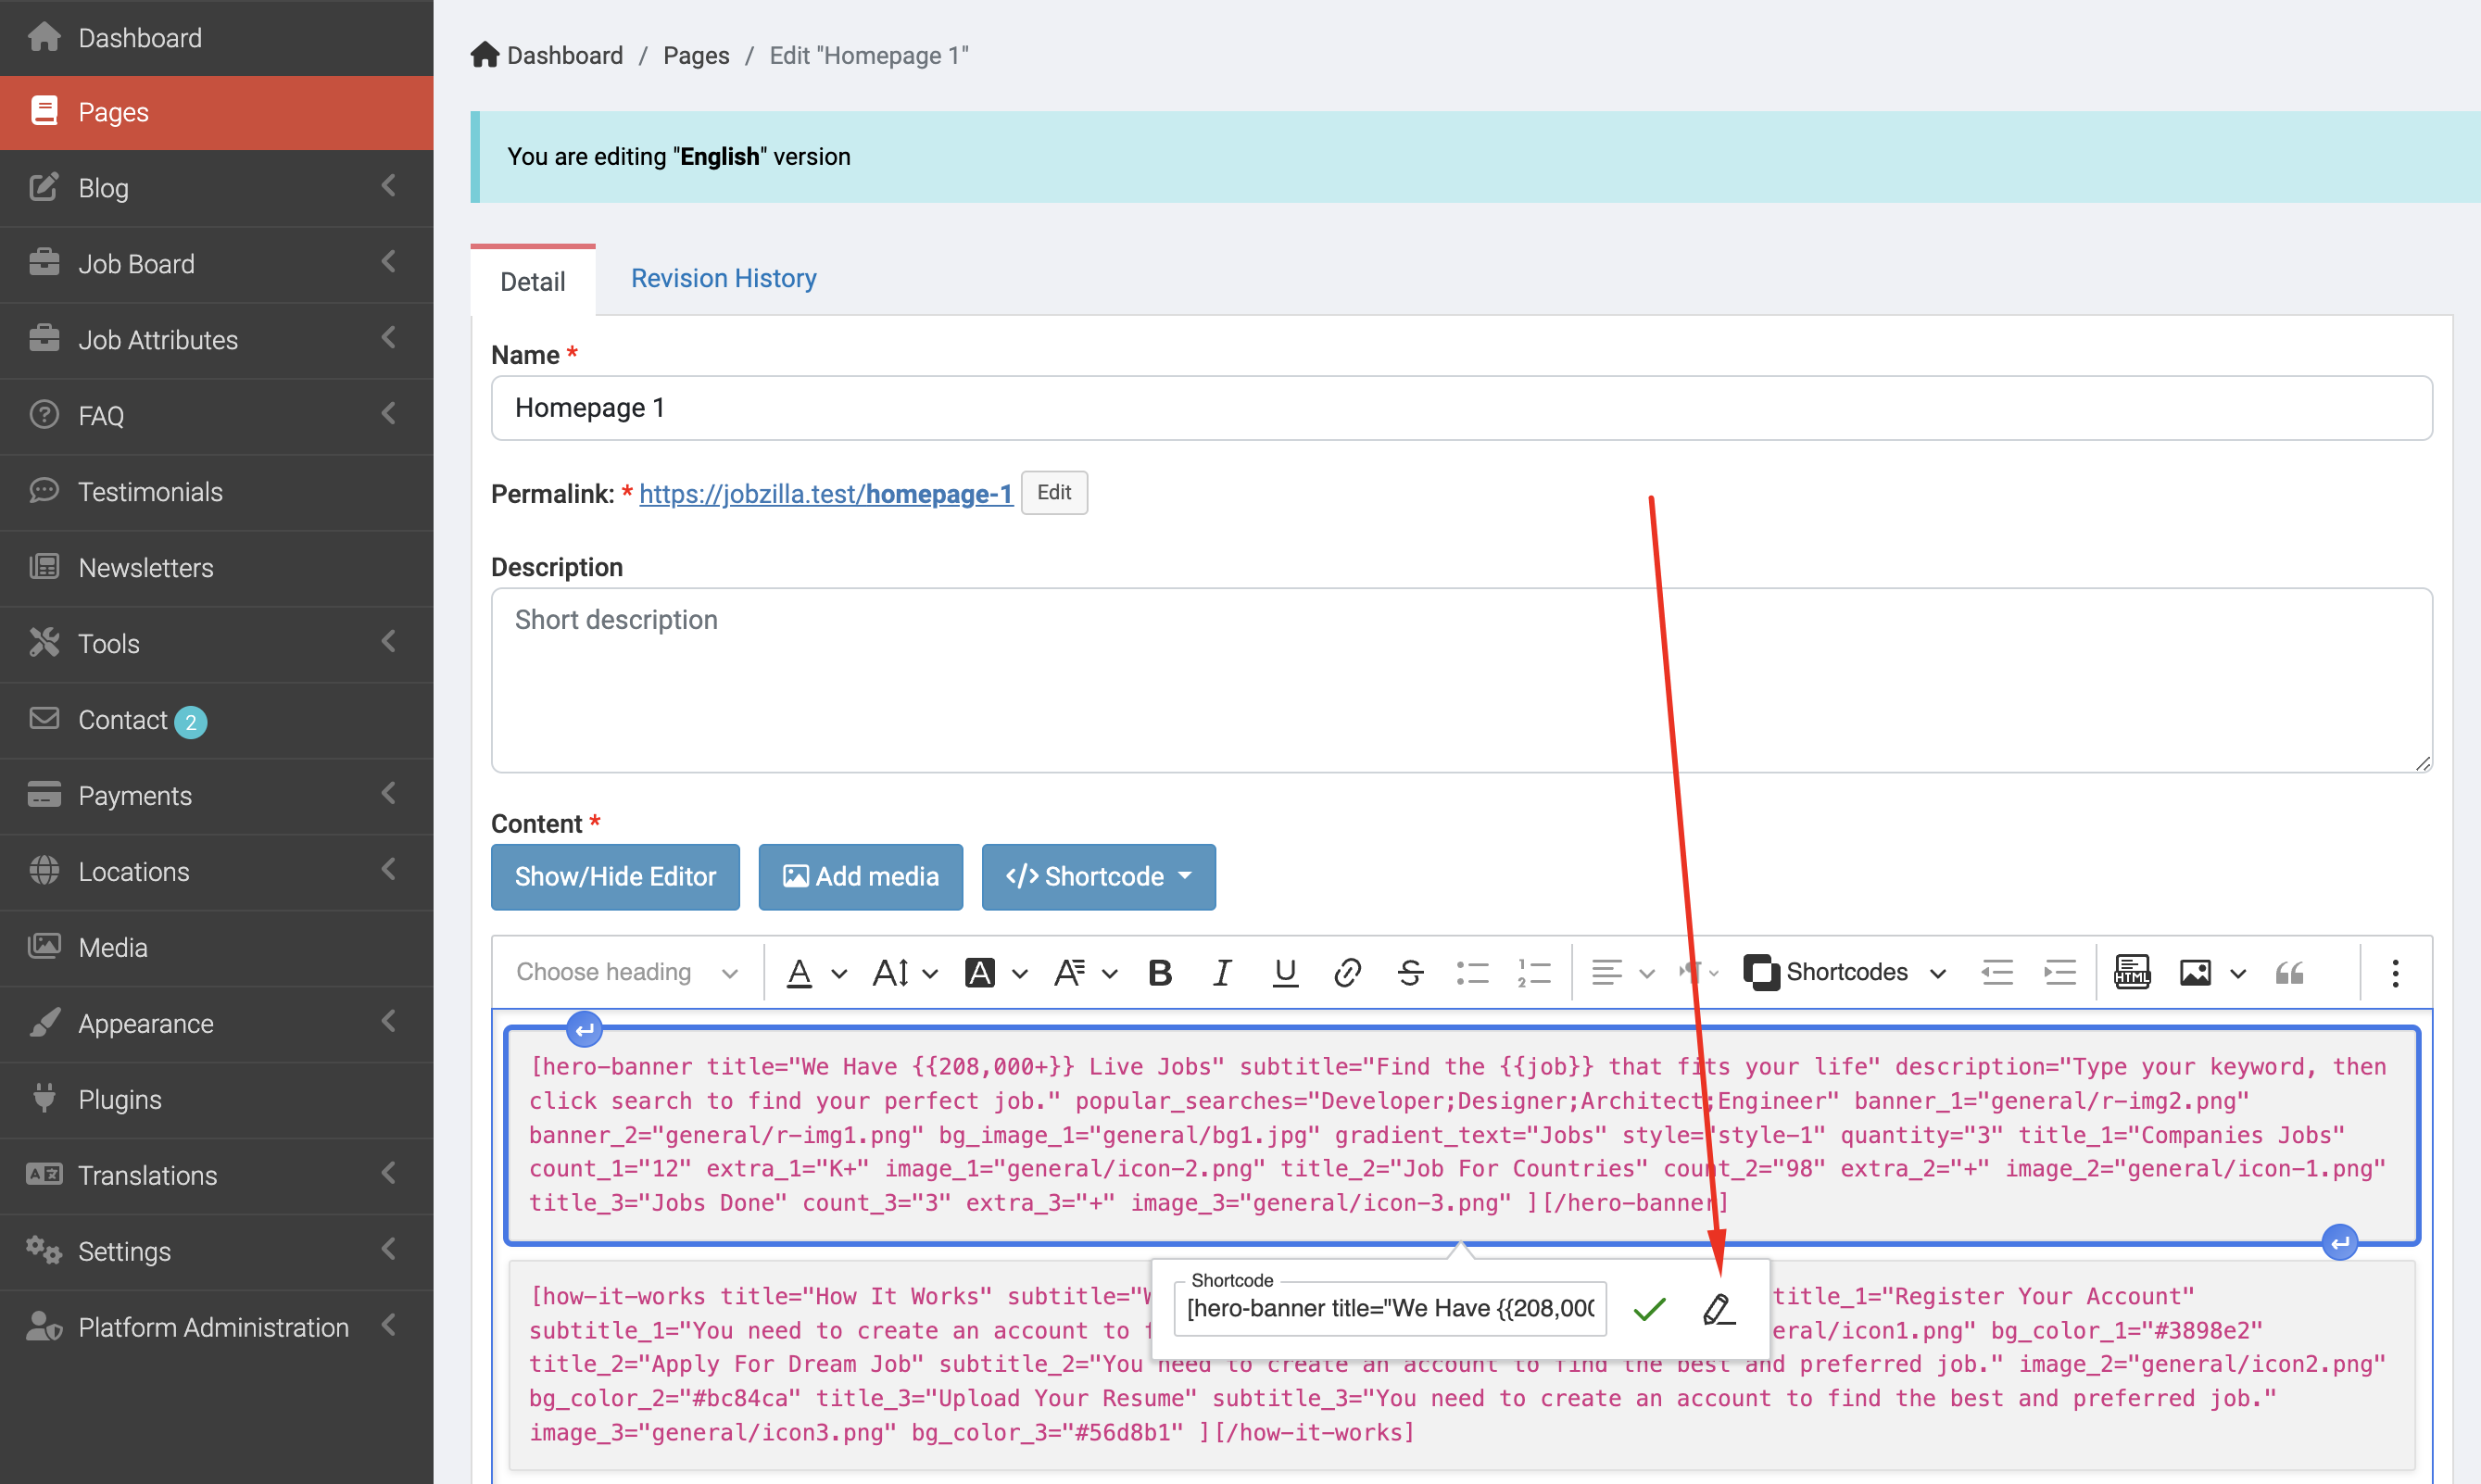 Dashboard
Pages
Blog
Job Board
Job Attributes
FAQ
Testimonials
Newsletters
Tools
Contact 2
Payments
Locations
Media
Appearance
Plugins
Translations
Settings
Platform Administration
Dashboard / Pages / Edit "Homepage 1"
You are editing "English" version
Detail Revision History
Name *
Homepage 1
Permalink: * https://jobzilla.test/homepage-1 Edit
Description
Short description
Content *
Show/Hide Editor Add media </> Shortcode
Choose heading A A A A B I U S Shortcodes HTML
[hero-banner title="We Have {{208,000+}} Live Jobs" subtitle="Find the {{job}} that fits your life" description="Type your keyword, then
click search to find your perfect job." popular_searches="Developer;Designer;Architect;Engineer" banner_1="general/r-img2.png"
banner_2="general/r-img1.png" bg_image_1="general/bg1.jpg" gradient_text="Jobs" style="style-1" quantity="3" title_1="Companies Jobs"
count_1="12" extra_1="K+" image_1="general/icon-2.png" title_2="Job For Countries" count_2="98" extra_2="+" image_2="general/icon-1.png"
title_3="Jobs Done" count_3="3" extra_3="+" image_3="general/icon-3.png" ][/hero-banner]
Shortcode
[hero-banner title="We Have {{208,000
[how-it-works title="How It Works" subtitle=" title_1="Register Your Account"
subtitle_1="You need to create an account to eral/icon1.png" bg_color_1="#3898e2"
title_2="Apply For Dream Job" subtitle_2="You need to create an account to find the best and preferred job." image_2="general/icon2.png"
bg_color_2="#bc84ca" title_3="Upload Your Resume" subtitle_3="You need to create an account to find the best and preferred job."
image_3="general/icon3.png" bg_color_3="#56d8b1" ][/how-it-works]